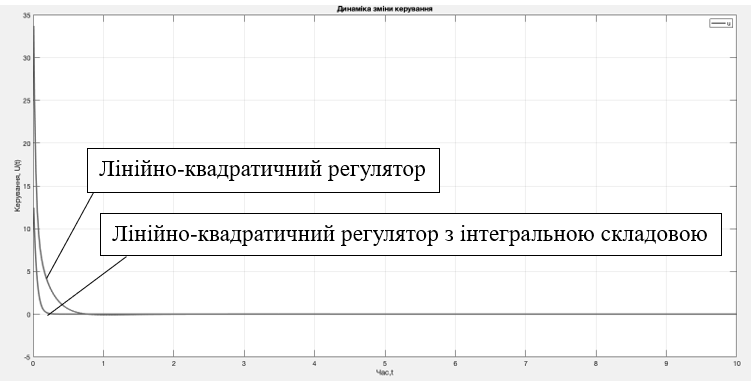 Динаміка зміни керування
u
35
30
25
20
15
10
5
0
-5
Керування, U(t)
Лінійно-квадратичний регулятор
Лінійно-квадратичний регулятор з інтегральною складовою
0 1 2 3 4 5 6 7 8 9 10
Час,t